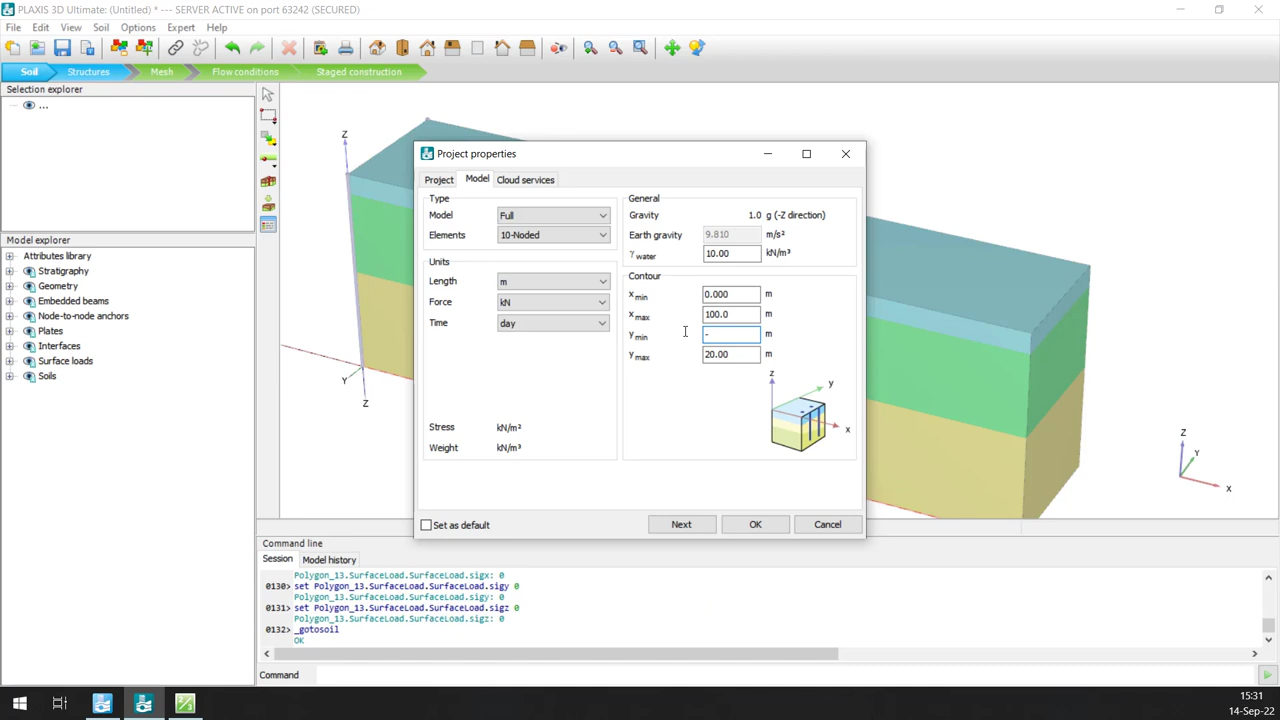 PLAXIS 3D Ultimate: (Untitled) * --- SERVER ACTIVE on port 63242 (SECURED)
File Edit View Soil Options Expert Help
Soil Structures Mesh Flow conditions Staged construction
Selection explorer
...
Model explorer
Attributes library
Stratigraphy
Geometry
Embedded beams
Node-to-node anchors
Plates
Interfaces
Surface loads
Soils
Z
Y
Z
Project properties
Project Model Cloud services
Type
Model Full
Elements 10-Noded
Units
Length m
Force kN
Time day
Stress kN/m²
Weight kN/m³
General
Gravity 1.0 g (-Z direction)
Earth gravity 9.810 m/s²
γ water 10.00 kN/m³
Contour
x min 0.000 m
x max 100.0 m
y min - m
y max 20.00 m
z
y
x
Set as default Next OK Cancel
Z
Y
X
Command line
Session Model history
Polygon_13.SurfaceLoad.SurfaceLoad.sigx: 0
0130> set Polygon_13.SurfaceLoad.SurfaceLoad.sigy 0
Polygon_13.SurfaceLoad.SurfaceLoad.sigy: 0
0131> set Polygon_13.SurfaceLoad.SurfaceLoad.sigz 0
Polygon_13.SurfaceLoad.SurfaceLoad.sigz: 0
0132> _gotosoil
OK
Command
15:31
14-Sep-22